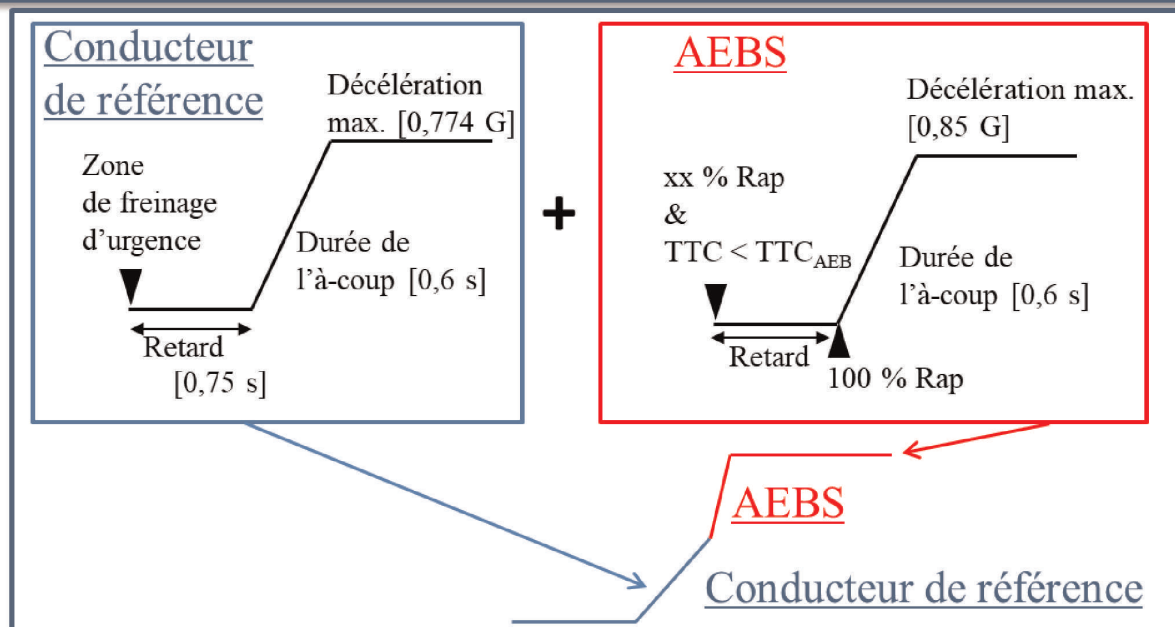 Conducteur
de référence
Décélération
max. [0,774 G]
Zone
de freinage
d’urgence
Durée de
l’à-coup [0,6 s]
Retard
[0,75 s]
+
AEBS
Décélération max.
[0,85 G]
xx % Rap
&
TTC < TTCAEB
Durée de
l’à-coup [0,6 s]
Retard
100 % Rap
AEBS
Conducteur de référence